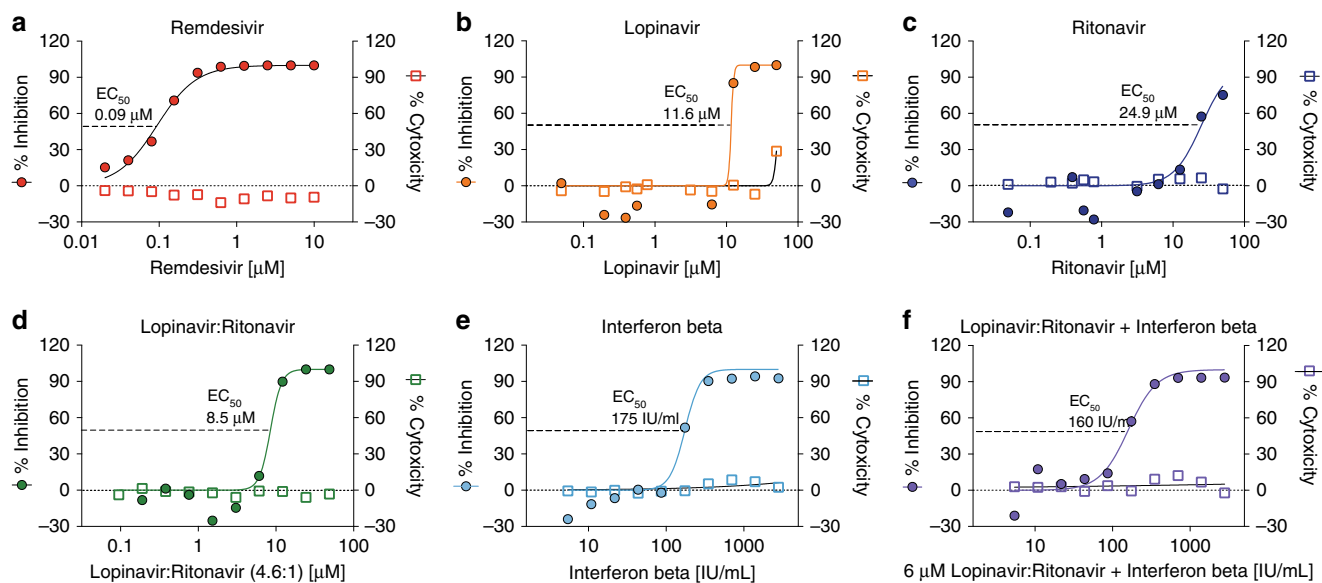 a
Remdesivir
120
90
60
30
0
−30
% Inhibition
EC50
0.09 μM
120
90
60
30
0
−30
% Cytoxicity
0.01
0.1
1
10
Remdesivir [μM]
b
Lopinavir
120
90
60
30
0
−30
% Inhibition
EC50
11.6 μM
120
90
60
30
0
−30
% Cytoxicity
0.1
1
10
100
Lopinavir [μM]
c
Ritonavir
120
90
60
30
0
−30
% Inhibition
EC50
24.9 μM
120
90
60
30
0
−30
% Cytoxicity
0.1
1
10
100
Ritonavir [μM]
d
Lopinavir:Ritonavir
120
90
60
30
0
−30
% Inhibition
EC50
8.5 μM
120
90
60
30
0
−30
% Cytoxicity
0.1
1
10
100
Lopinavir:Ritonavir (4.6:1) [μM]
e
Interferon beta
120
90
60
30
0
−30
% Inhibition
EC50
175 IU/ml
120
90
60
30
0
−30
% Cytoxicity
10
100
1000
Interferon beta [IU/mL]
f
Lopinavir:Ritonavir + Interferon beta
120
90
60
30
0
−30
% Inhibition
EC50
160 IU/ml
120
90
60
30
0
−30
% Cytoxicity
10
100
1000
6 μM Lopinavir:Ritonavir + Interferon beta [IU/mL]